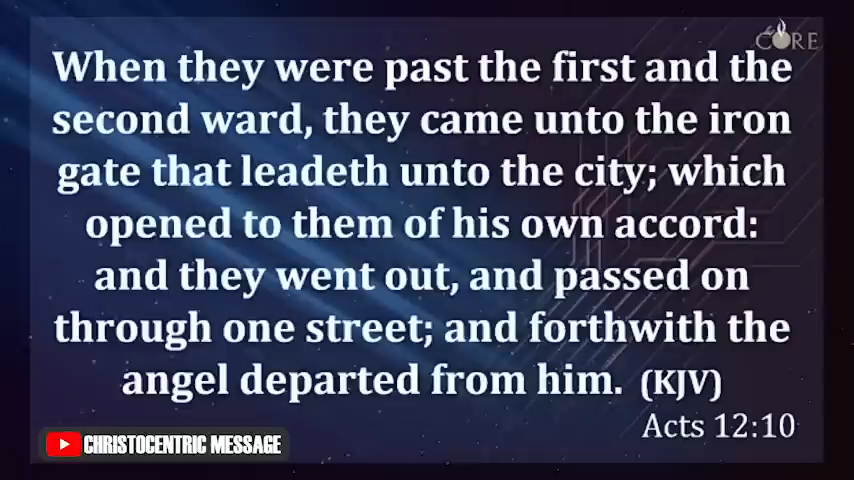 CORE
When they were past the first and the
second ward, they came unto the iron
gate that leadeth unto the city; which
opened to them of his own accord:
and they went out, and passed on
through one street; and forthwith the
angel departed from him. (KJV)
Acts 12:10
CHRISTOCENTRIC MESSAGE